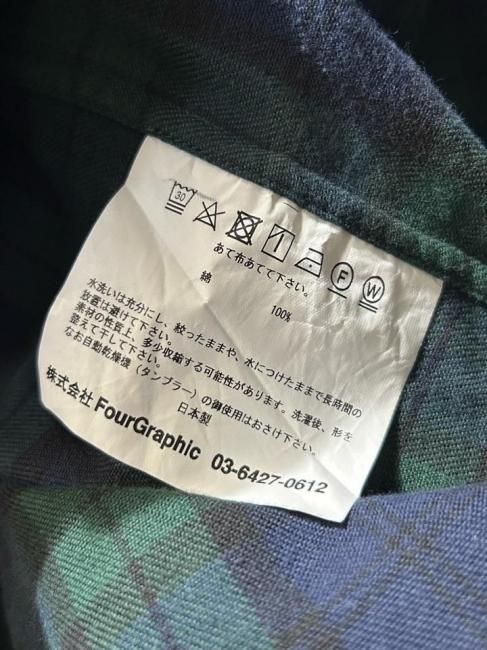 30
F W
あて布あてて下さい。
綿 100%
水洗いは充分にし、絞ったままや、水につけたままで長時間の
放置は避けて下さい。
素材の性質上、多少収縮する可能性があります。洗濯後、形を
整えて干して下さい。
なお自動乾燥機（タンブラー）の御使用はおさけ下さい。
日本製
株式会社 FourGraphic 03-6427-0612